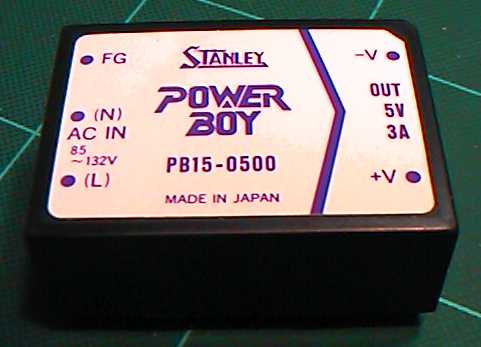 STANLEY
POWER
BOY
PB15-0500
MADE IN JAPAN
FG
(N)
AC IN
85
~132V
(L)
-V
OUT
5V
3A
+V